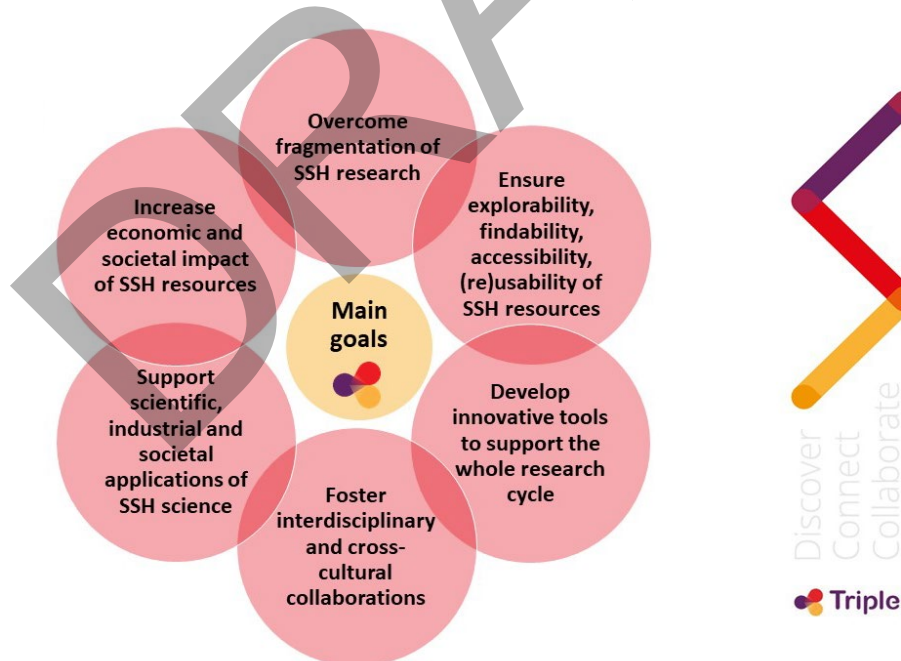 Overcome
fragmentation of
SSH research
Ensure
explorability,
findability,
accessibility,
(re)usability of
SSH resources
Develop
innovative tools
to support the
whole research
cycle
Foster
interdisciplinary
and cross-
cultural
collaborations
Support
scientific,
industrial and
societal
applications of
SSH science
Increase
economic and
societal impact
of SSH resources
Main
goals
Discover
Connect
Collaborate
Triple
DRA